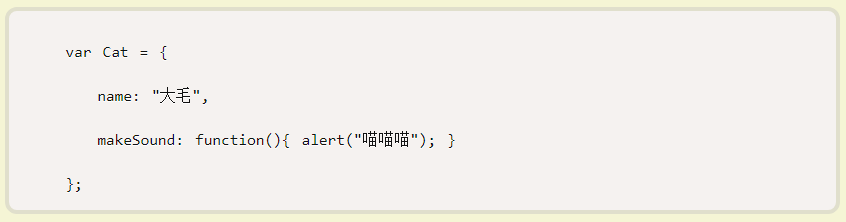 var Cat = {
name: "大毛",
makeSound: function(){ alert("喵喵喵"); }
};